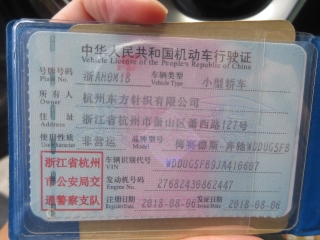 中华人民共和国机动车行驶证
Vehicle License of the People's Republic of China
号牌号码 浙AH0M18 车辆类型 小型轿车
Plate No. Vehicle Type
所有人 杭州东方针织有限公司
Owner
住址 浙江省杭州市萧山区萧西路127号
Address
使用性质 非营运 品牌型号 梅赛德斯-奔驰WDDUG5FB
Use Character Model
浙江省杭州 车辆识别代号 WDDUG5FB9JA416607
VIN
市公安局交 发动机号码 27682430862447
Engine No.
通警察支队 注册日期 2018-08-06 发证日期 2018-08-06
Register Date Issue Date